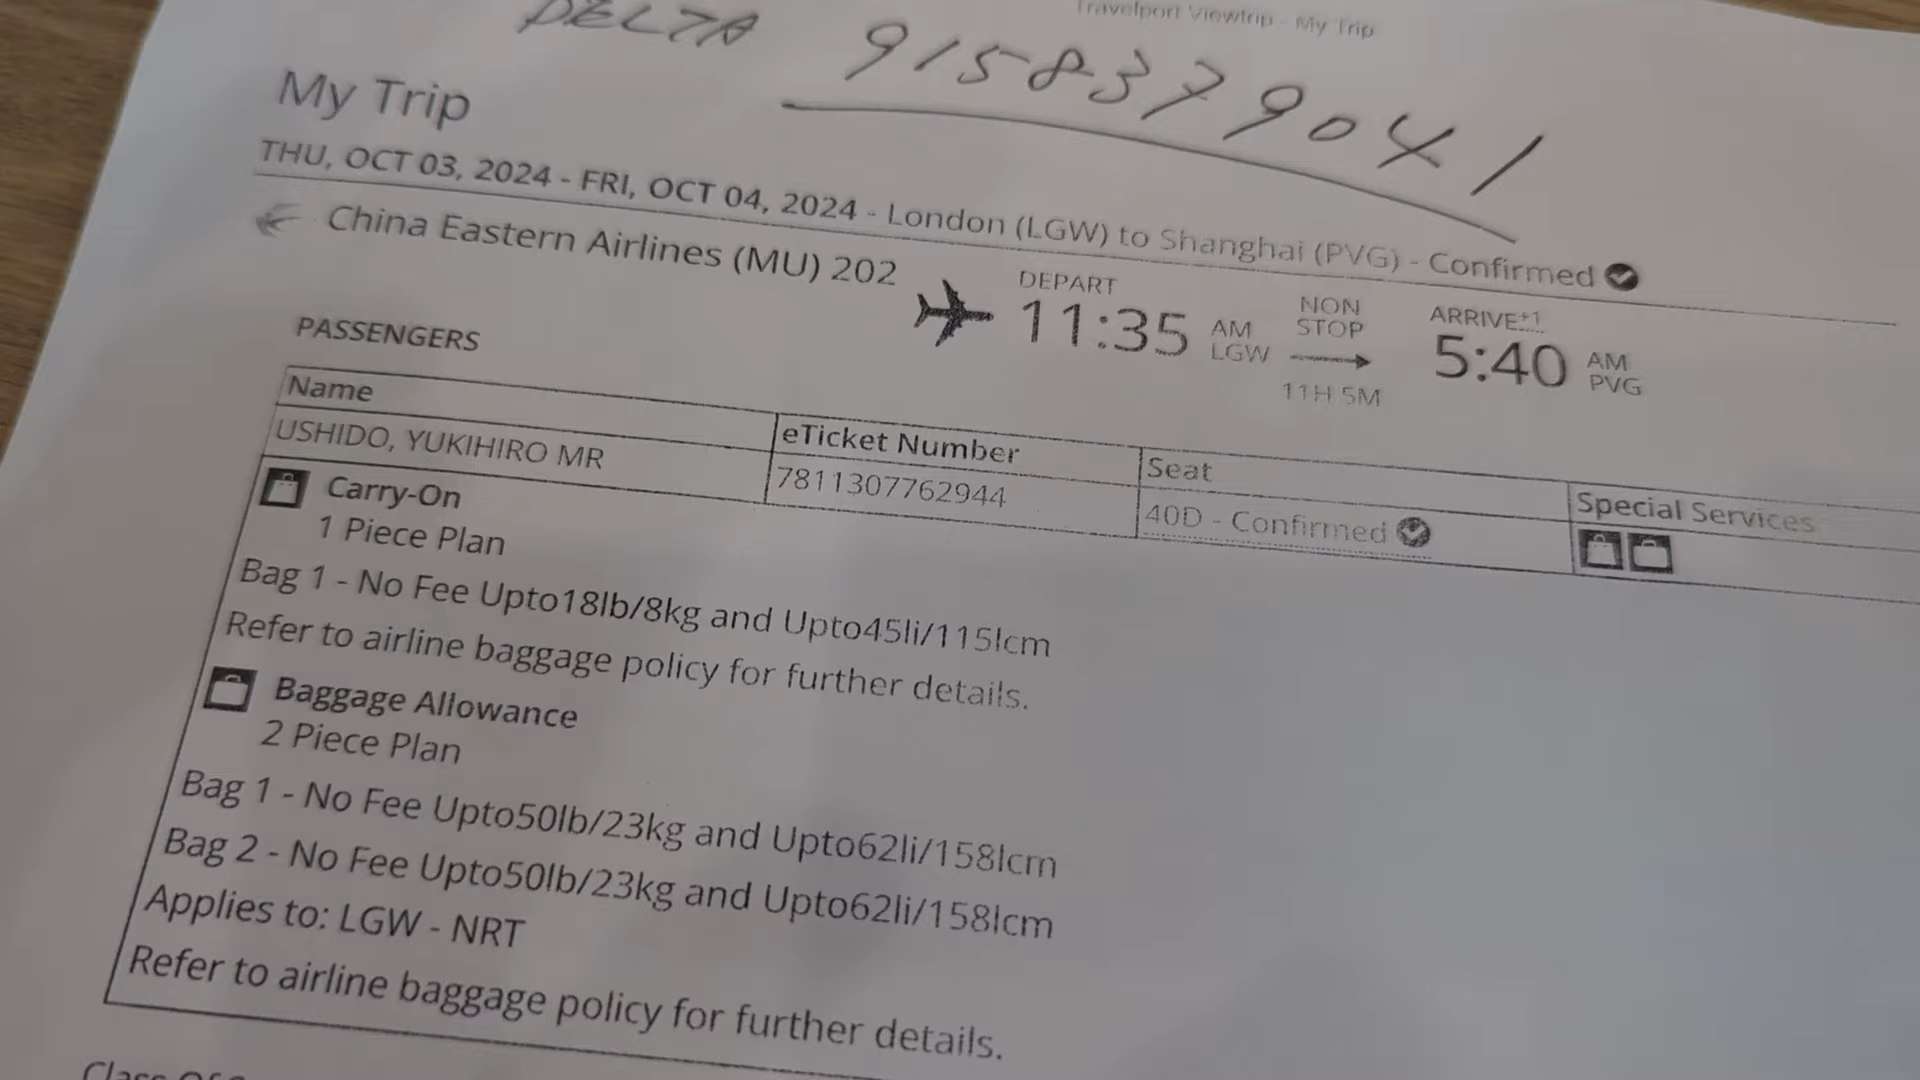 Travelport Viewtrip - My Trip
DELTA 9158379041
My Trip
THU, OCT 03, 2024 - FRI, OCT 04, 2024 - London (LGW) to Shanghai (PVG) - Confirmed
China Eastern Airlines (MU) 202
DEPART
11:35 AM LGW
NON STOP
11H 5M
ARRIVE+1
5:40 AM PVG
PASSENGERS
Name eTicket Number Seat Special Services
USHIDO, YUKIHIRO MR 7811307762944 40D - Confirmed
Carry-On
1 Piece Plan
Bag 1 - No Fee Upto18lb/8kg and Upto45li/115lcm
Refer to airline baggage policy for further details.
Baggage Allowance
2 Piece Plan
Bag 1 - No Fee Upto50lb/23kg and Upto62li/158lcm
Bag 2 - No Fee Upto50lb/23kg and Upto62li/158lcm
Applies to: LGW - NRT
Refer to airline baggage policy for further details.
Class Of